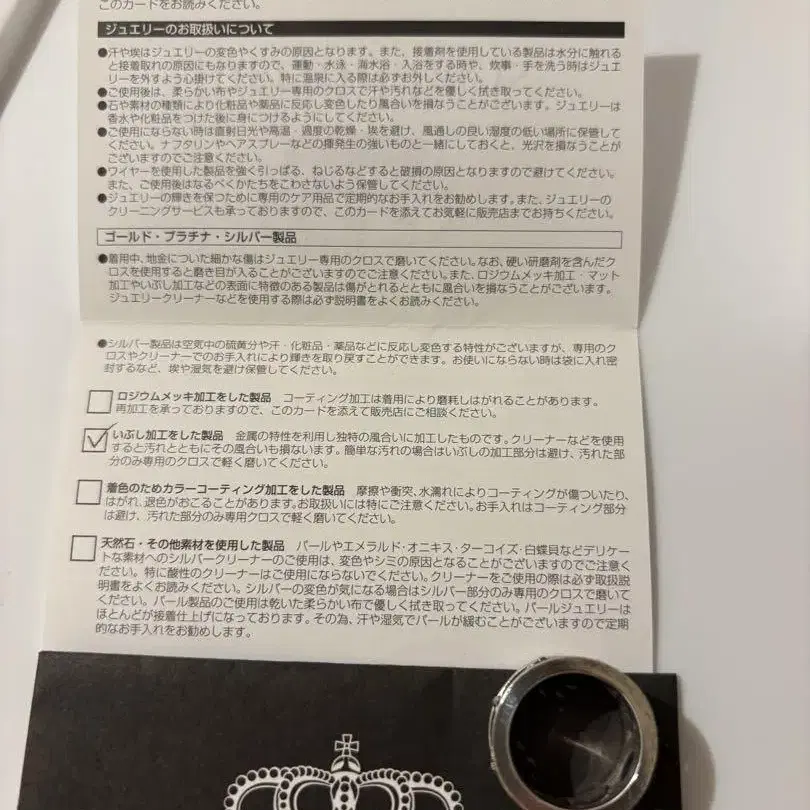 このカードをお読みください。
ジュエリーのお取扱いについて
●汗や埃はジュエリーの変色やくすみの原因となります。また、接着剤を使用している製品は水分に触れる
と接着取れの原因にもなりますので、運動・水泳・海水浴・入浴をする時や、炊事・手を洗う時はジュエ
リーを外すよう心掛けてください。特に温泉に入る際は必ずお外しください。
●ご使用後は、柔らかい布やジュエリー専用のクロスで汗や汚れなどを優しく拭き取ってください。
●石や素材の種類により化粧品や薬品に反応し変色したり風合いを損なうことがございます。ジュエリーは
香水や化粧品をつけた後に身につけるようにしてください。
●ご使用にならない時は直射日光や高温・過度の乾燥・埃を避け、風通しの良い湿度の低い場所に保管して
ください。ナフタリンやヘアスプレーなどの揮発性の強いものと一緒にしておくと、光沢を損なうことが
ございますのでご注意ください。
●ワイヤーを使用した製品を強く引っぱる、ねじるなどすると破損の原因となりますので避けてください。
また、ご使用後はなるべくかたちをこわさないよう保管してください。
●ジュエリーの輝きを保つために専用のケア用品で定期的なお手入れをお勧めします。また、ジュエリーの
クリーニングサービスも承っておりますので、このカードを添えてお気軽に販売店までお持ちください。
ゴールド・プラチナ・シルバー製品
●着用中、地金についた細かな傷はジュエリー専用のクロスで磨いてください。なお、硬い研磨剤を含んだク
ロスを使用すると磨き目が入ることがございますのでご注意ください。また、ロジウムメッキ加工・マット
加工やいぶし加工などの表面に特徴のある製品は傷がとれるとともに風合いを損なうことがございます。
ジュエリークリーナーなどを使用する際は必ず説明書をよくお読みください。
●シルバー製品は空気中の硫黄分や汗・化粧品・薬品などに反応し変色する特性がございますが、専用のク
ロスやクリーナーでのお手入れにより輝きを取り戻すことができます。お使いにならない時は袋に入れ密
封するなど、埃や湿気を避け保管してください。
ロジウムメッキ加工をした製品 コーティング加工は着用により磨耗しはがれることがあります。
再加工を承っておりますので、このカードを添えて販売店にご相談ください。
いぶし加工をした製品 金属の特性を利用し独特の風合いに加工したものです。クリーナーなどを使用
すると汚れとともにその風合いも損ないます。簡単な汚れの場合はいぶしの加工部分は避け、汚れた部
分のみ専用のクロスで軽く磨いてください。
着色のためカラーコーティング加工をした製品 摩擦や衝突、水濡れによりコーティングが傷ついたり、
はがれ、退色がおこることがあります。お取扱いには特にご注意ください。お手入れはコーティング部分
は避け、汚れた部分のみ専用クロスで軽く磨いてください。
天然石・その他素材を使用した製品 パールやエメラルド・オニキス・ターコイズ・白蝶貝などデリケー
トな素材へのシルバークリーナーのご使用は、変色やシミの原因となることがございますのでご注意く
ださい。特に酸性のクリーナーはご使用にならないでください。クリーナーをご使用の際は必ず取扱説
明書をよくお読みください。シルバーの変色が気になる場合はシルバー部分のみ専用のクロスで磨いて
ください。パール製品のご使用は乾いた柔らかい布で優しく拭き取ってください。パールジュエリーは
ほとんどが接着仕上げになっております。その為、汗や湿気でパールが緩むことがございますので定期
的なお手入れをお勧めします。